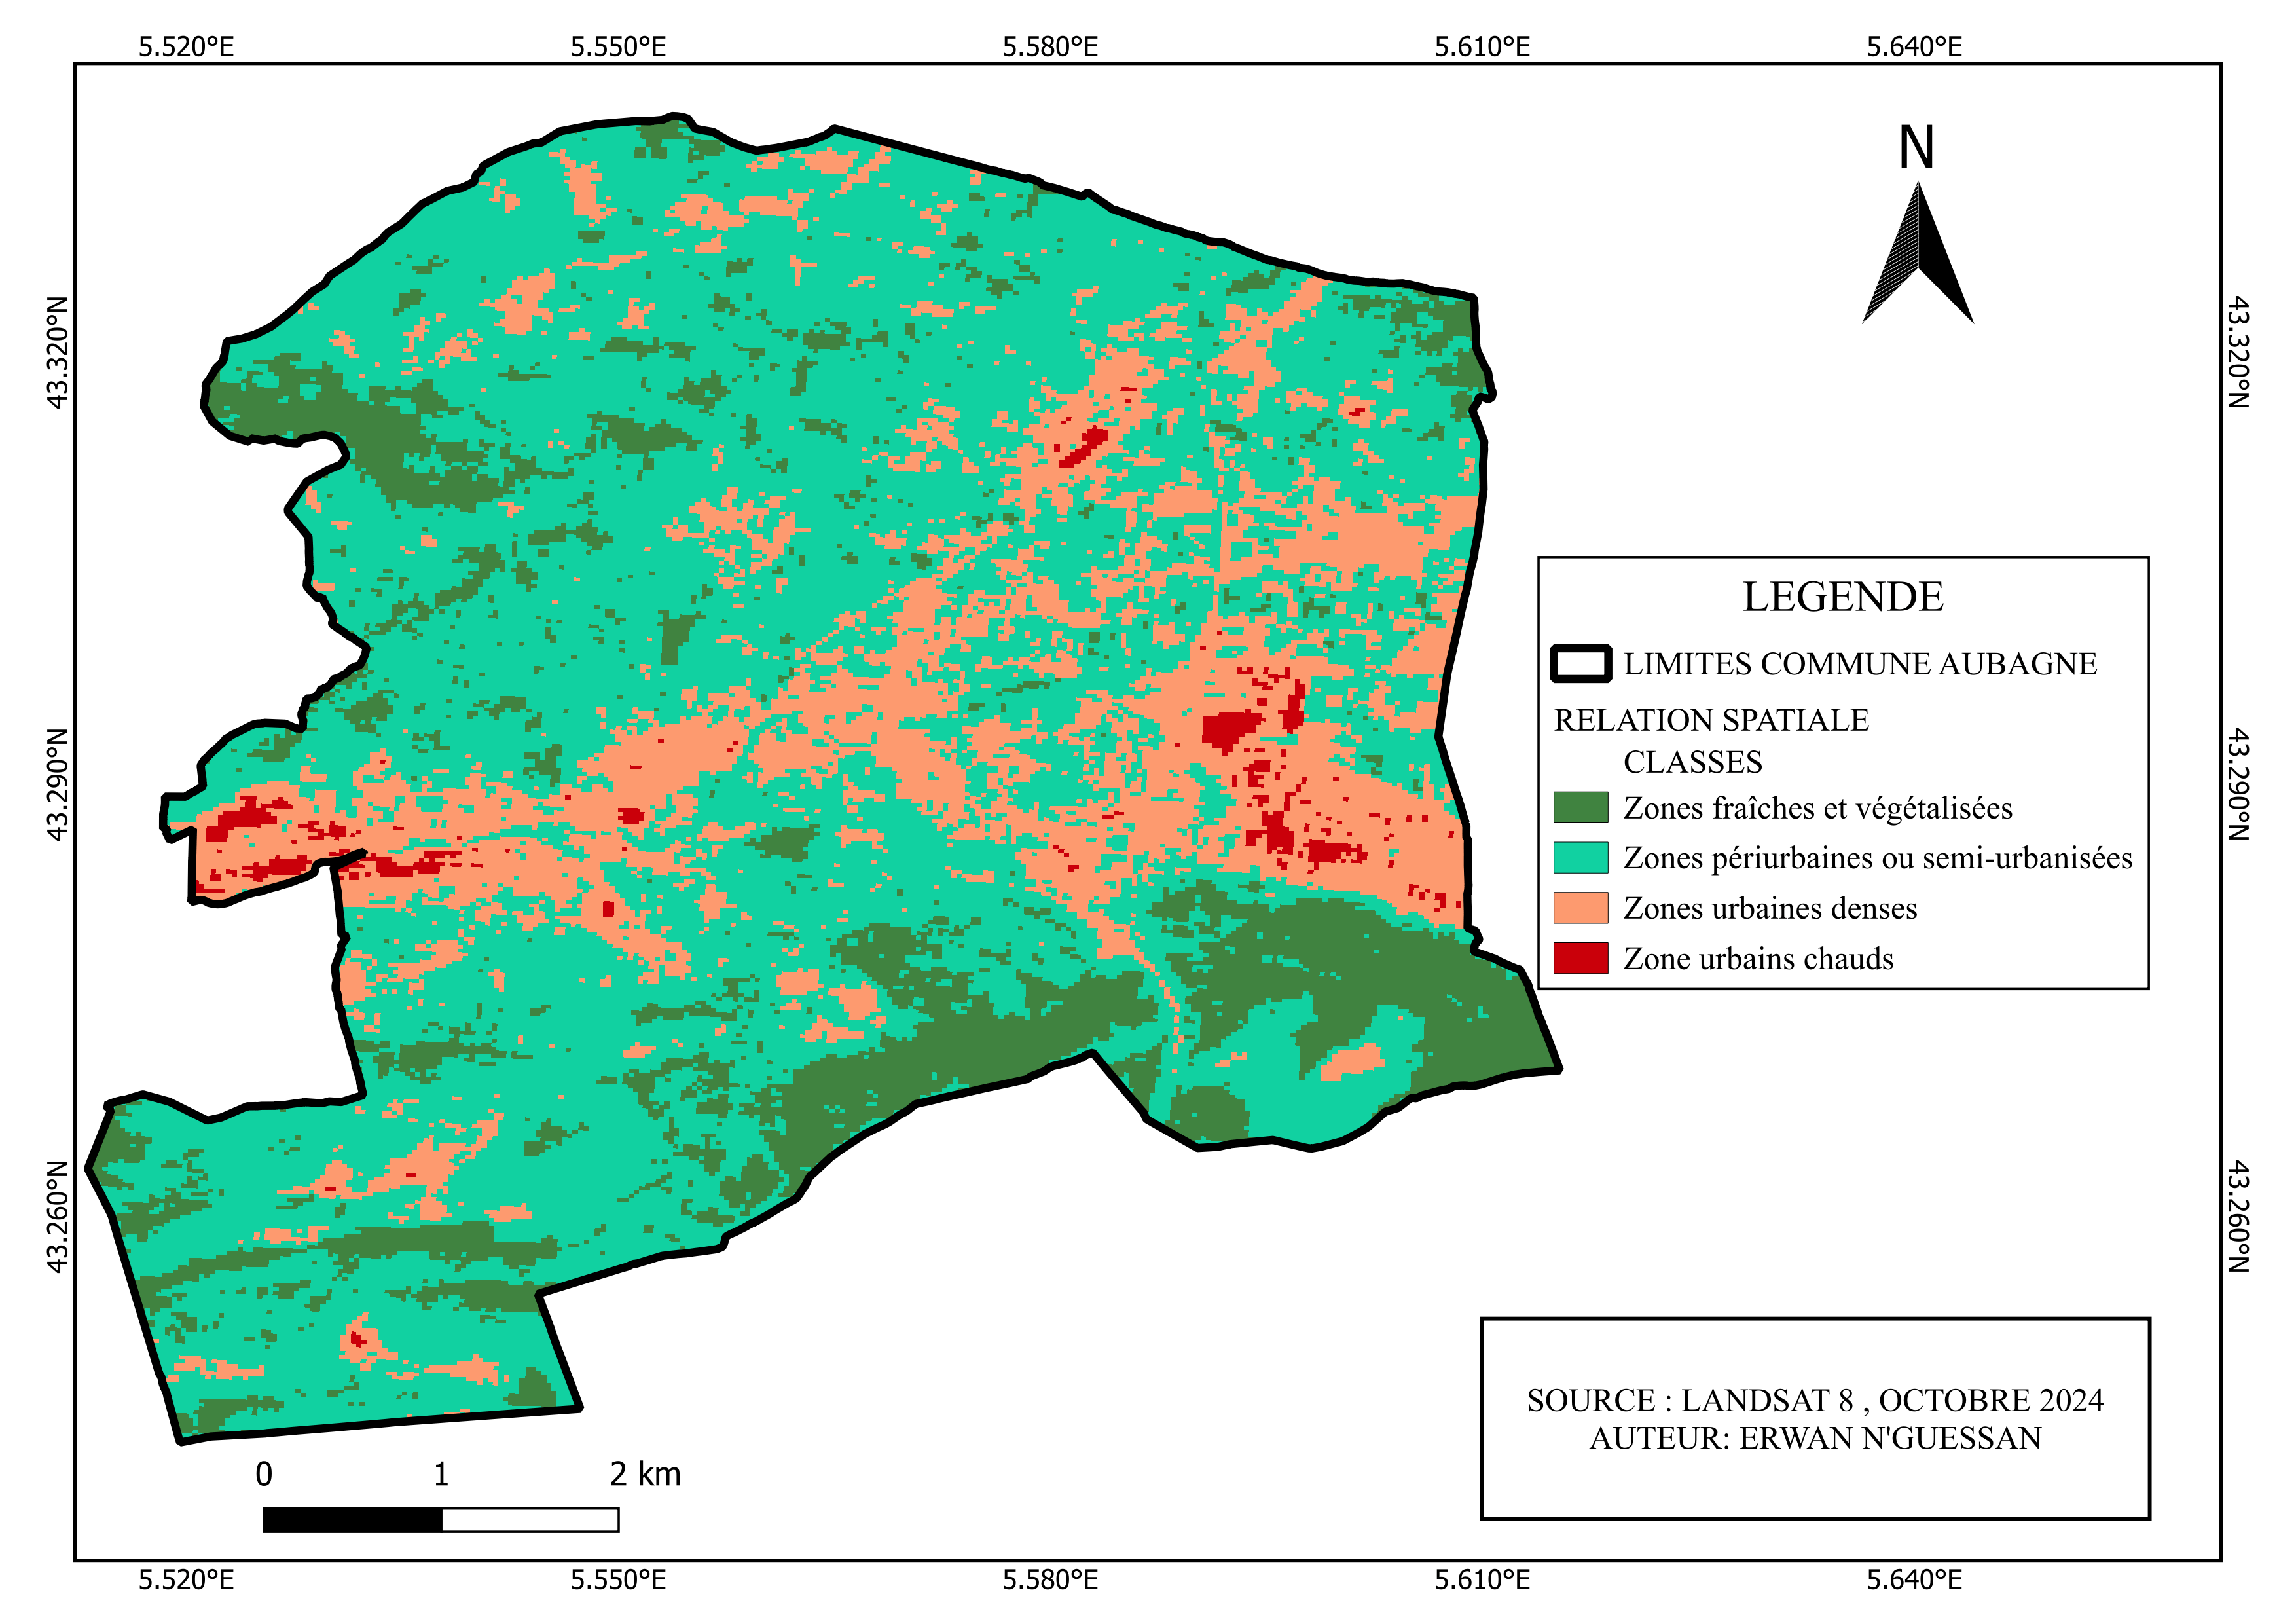 5.520°E 5.550°E 5.580°E 5.610°E 5.640°E
N
43.320°N 43.320°N
LEGENDE
LIMITES COMMUNE AUBAGNE
RELATION SPATIALE
CLASSES
Zones fraîches et végétalisées
Zones périurbaines ou semi-urbanisées
Zones urbaines denses
Zone urbains chauds
43.290°N 43.290°N
43.260°N 43.260°N
SOURCE : LANDSAT 8 , OCTOBRE 2024
AUTEUR: ERWAN N'GUESSAN
0 1 2 km
5.520°E 5.550°E 5.580°E 5.610°E 5.640°E